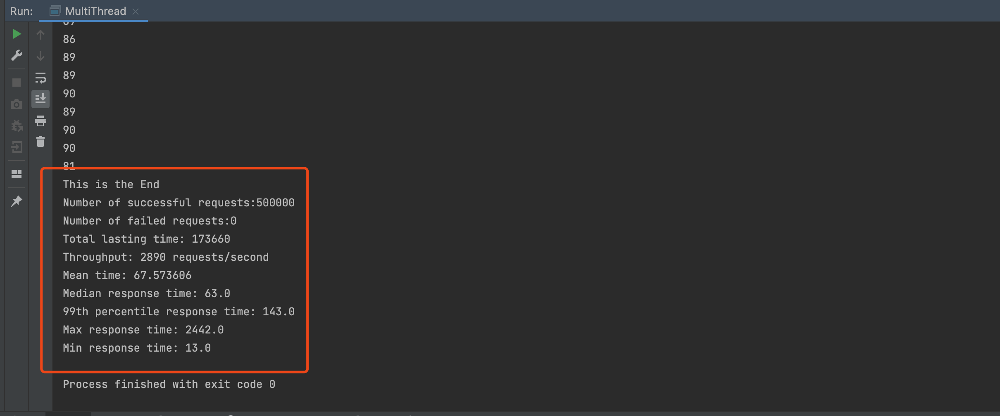 Run: MultiThread
86
89
89
90
89
90
90
81
This is the End
Number of successful requests:500000
Number of failed requests:0
Total lasting time: 173660
Throughput: 2890 requests/second
Mean time: 67.573606
Median response time: 63.0
99th percentile response time: 143.0
Max response time: 2442.0
Min response time: 13.0
Process finished with exit code 0